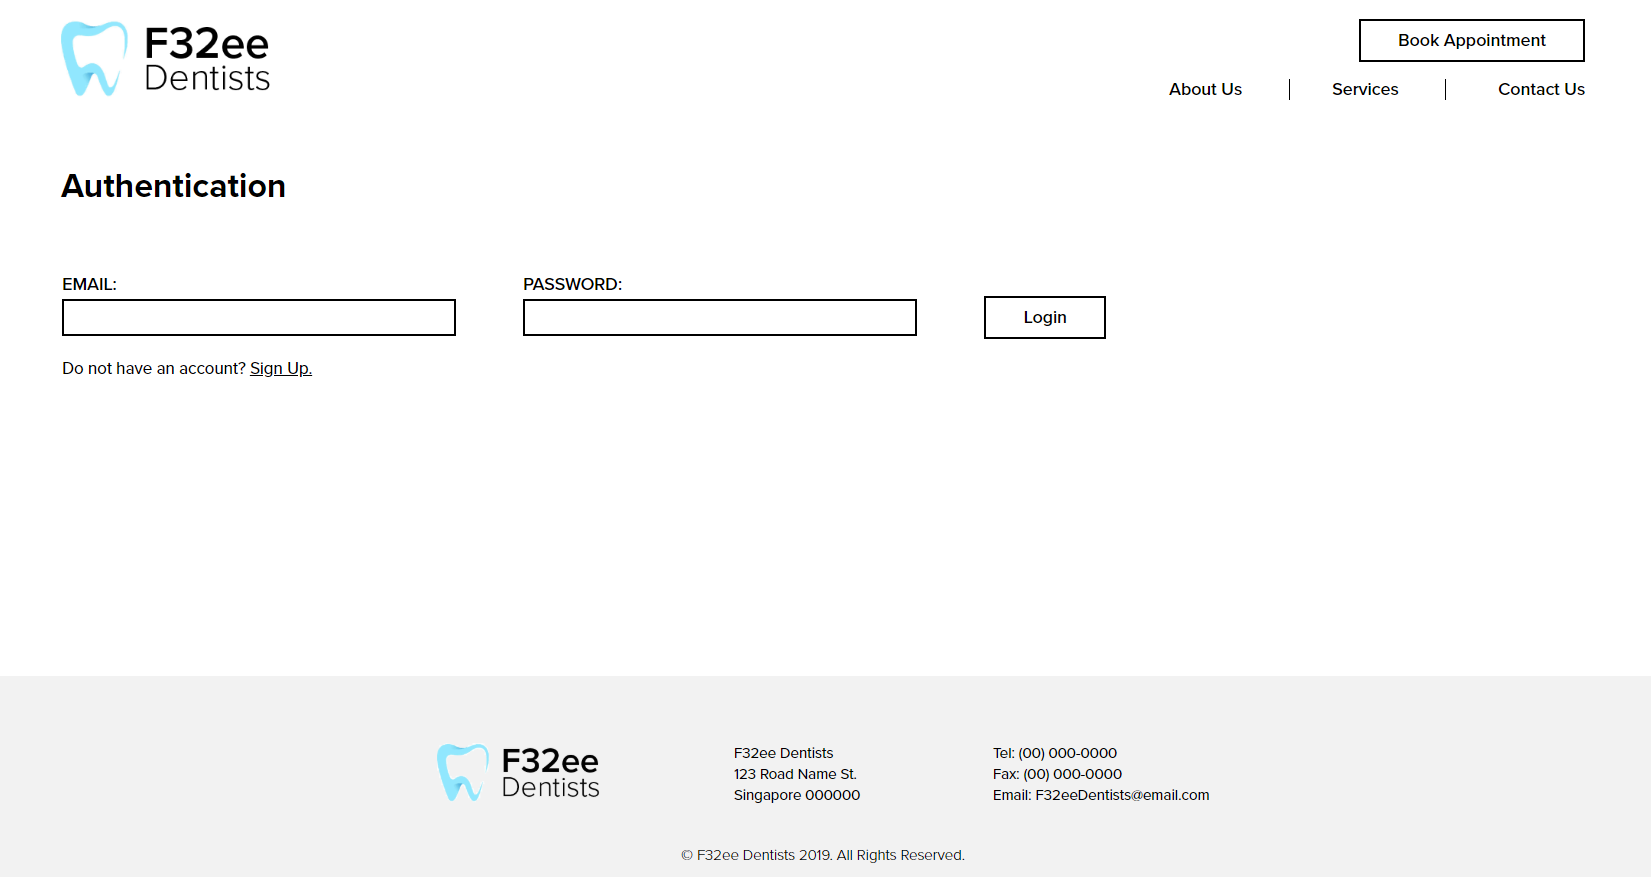 F32ee
Dentists
Book Appointment
About Us
Services
Contact Us
Authentication
EMAIL:
PASSWORD:
Login
Do not have an account? Sign Up.
F32ee
Dentists
F32ee Dentists
123 Road Name St.
Singapore 000000
Tel: (00) 000-0000
Fax: (00) 000-0000
Email: F32eeDentists@email.com
© F32ee Dentists 2019. All Rights Reserved.